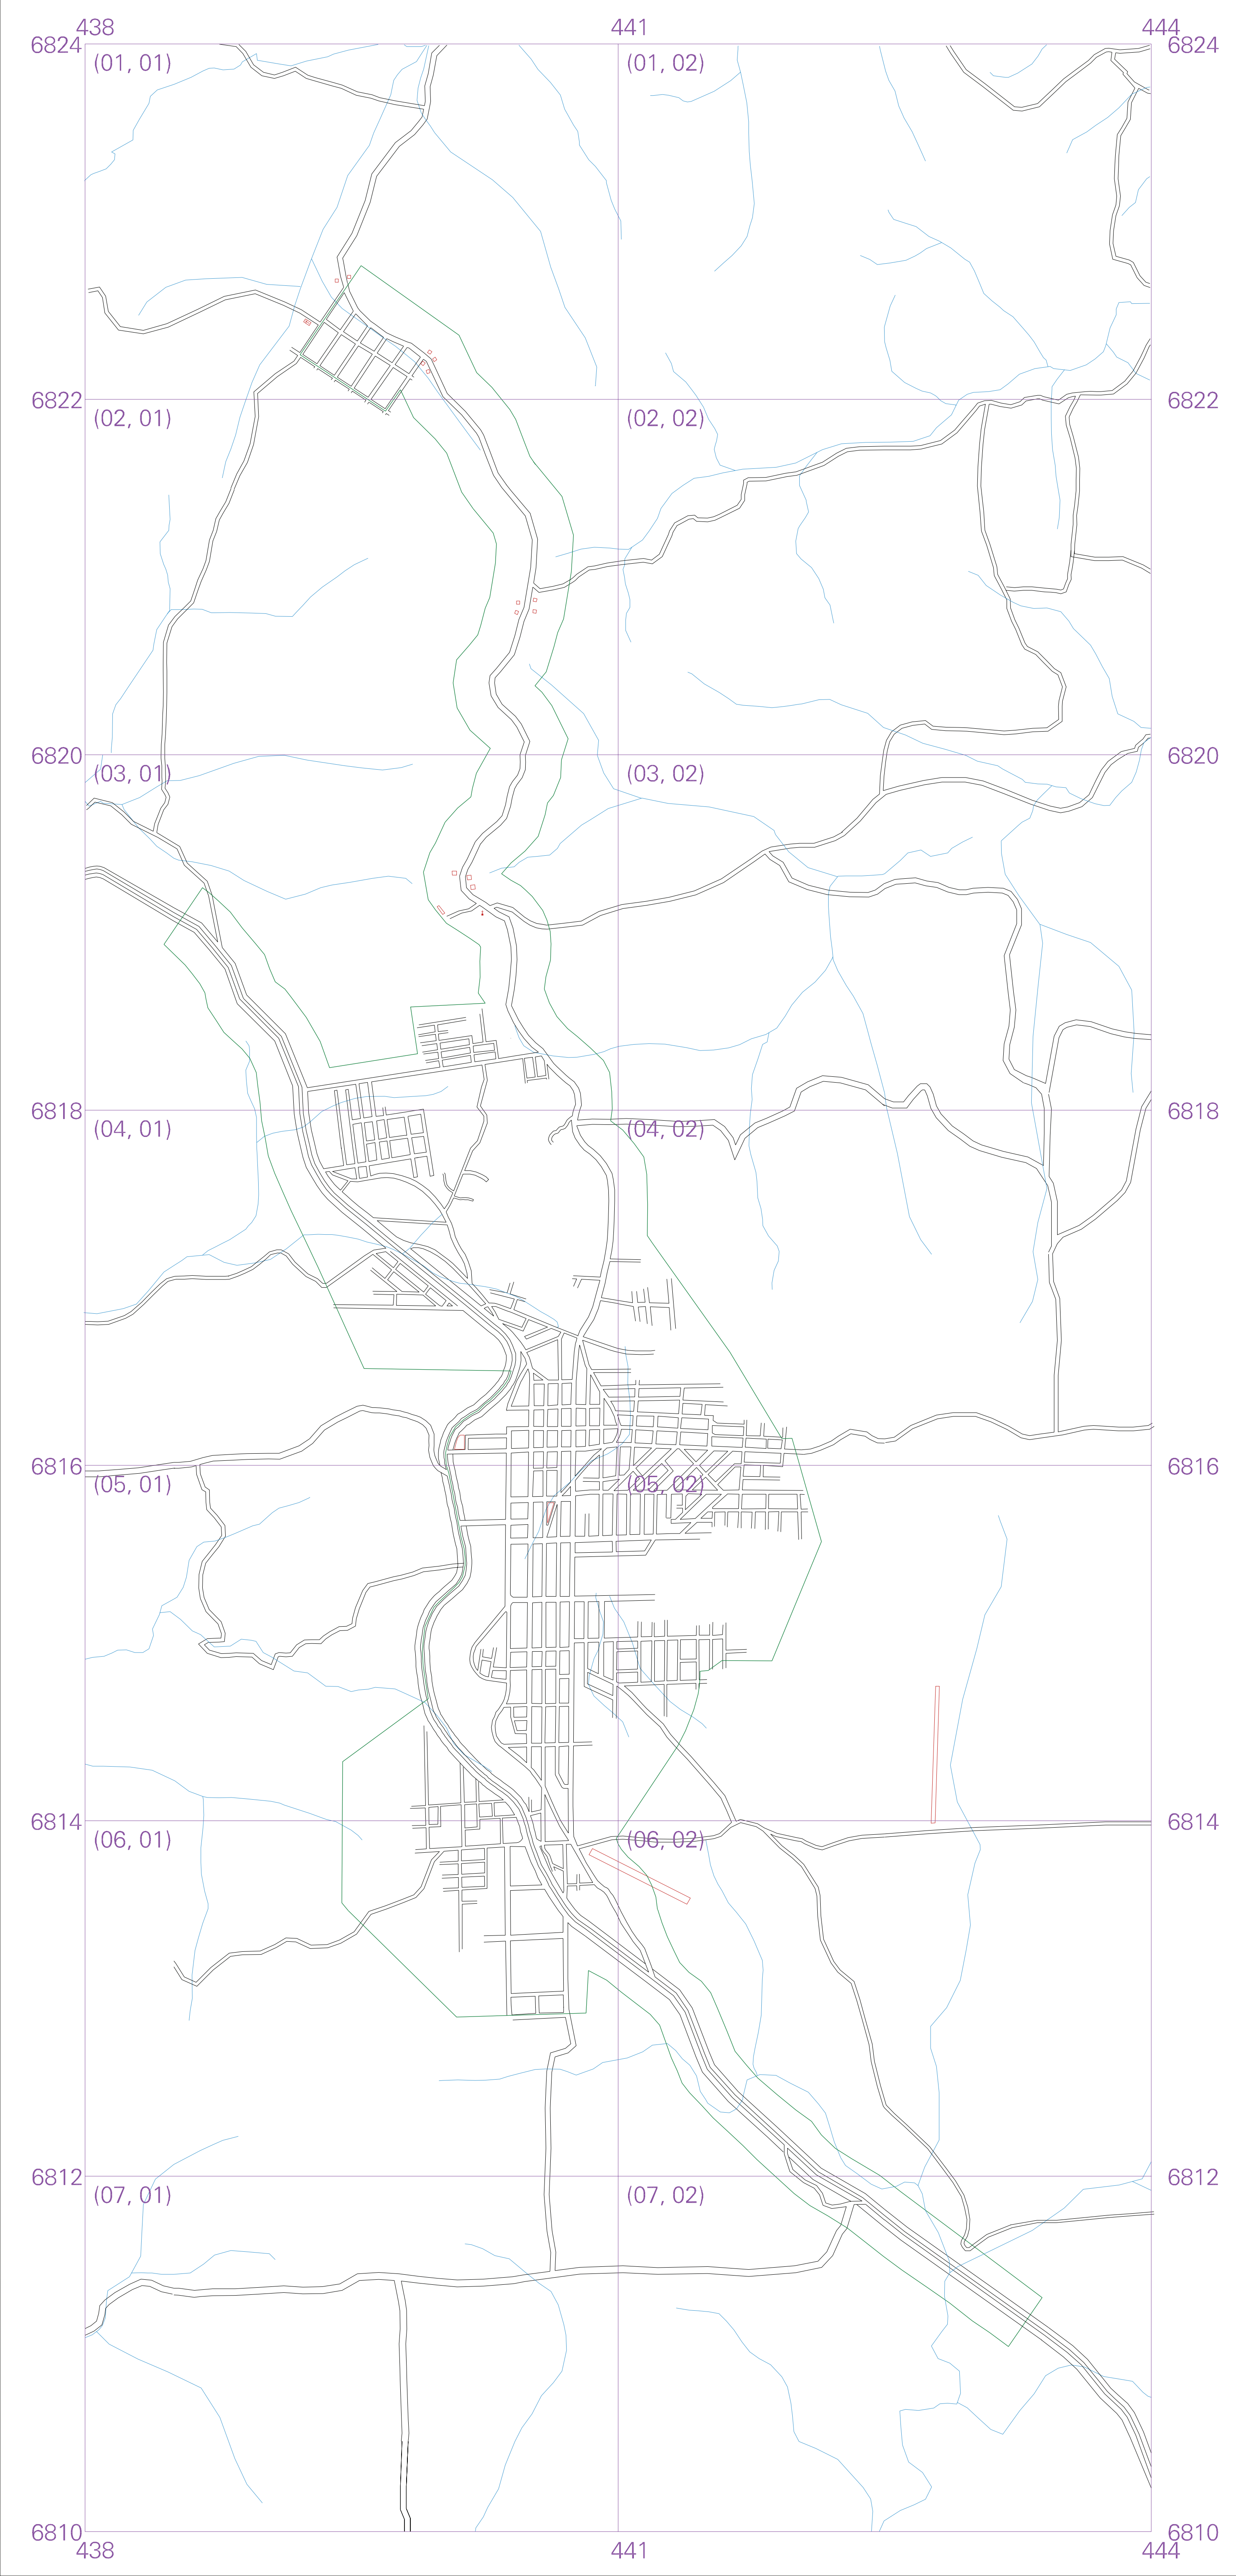 438 441 444
6824 6824
(01, 01) (01, 02)
6822 6822
(02, 01) (02, 02)
6820 6820
(03, 01) (03, 02)
6818 6818
(04, 01) (04, 02)
6816 6816
(05, 01) (05, 02)
6814 6814
(06, 01) (06, 02)
6812 6812
(07, 01) (07, 02)
6810 6810
438 441 444